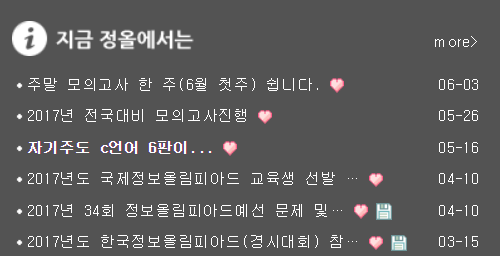 지금 정올에서는
more>
주말 모의고사 한 주(6월 첫주) 쉽니다. 06-03
2017년 전국대비 모의고사진행 05-26
자기주도 c언어 6판이... 05-16
2017년도 국제정보올림피아드 교육생 선발 … 04-10
2017년 34회 정보올림피아드예선 문제 및… 04-10
2017년도 한국정보올림피아드(경시대회) 참… 03-15